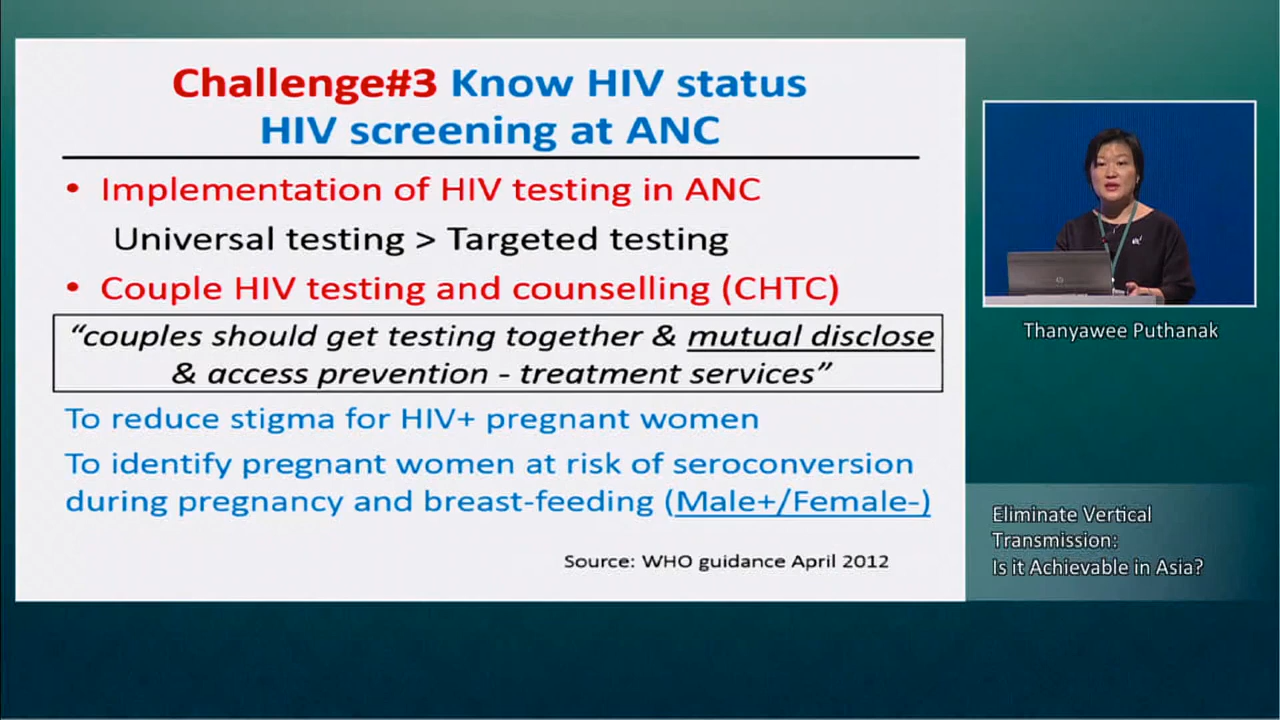 Challenge#3 Know HIV status
HIV screening at ANC
• Implementation of HIV testing in ANC
Universal testing > Targeted testing
• Couple HIV testing and counselling (CHTC)
“couples should get testing together & mutual disclose
& access prevention - treatment services”
To reduce stigma for HIV+ pregnant women
To identify pregnant women at risk of seroconversion
during pregnancy and breast-feeding (Male+/Female-)
Source: WHO guidance April 2012
Thanyawee Puthanak
Eliminate Vertical
Transmission:
Is it Achievable in Asia?